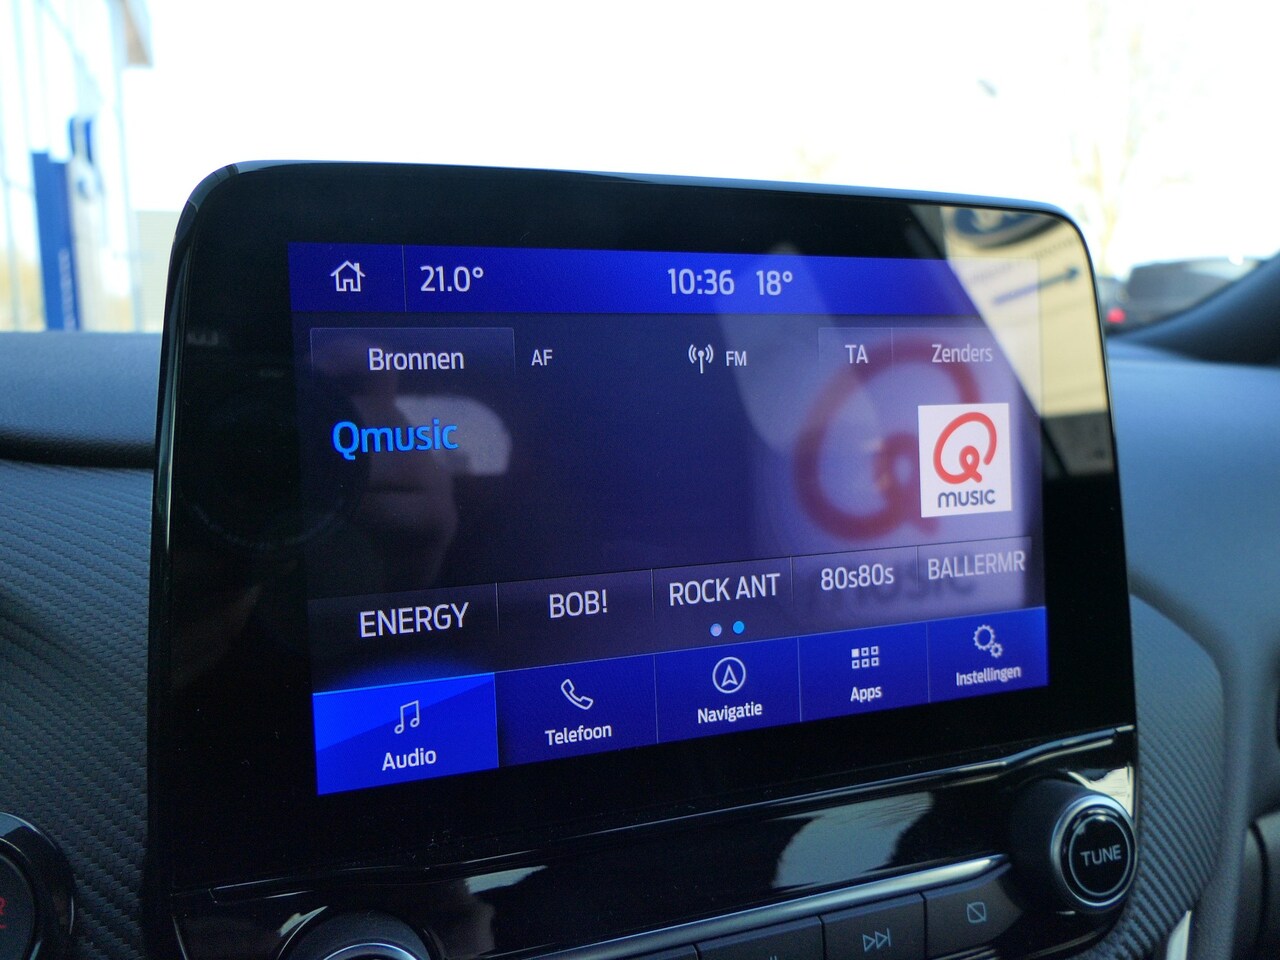 21.0° 10:36 18°
Bronnen AF FM TA Zenders
Qmusic
Q
music
ENERGY BOB! ROCK ANT 80s80s BALLERMR
Audio Telefoon Navigatie Apps Instellingen
TUNE